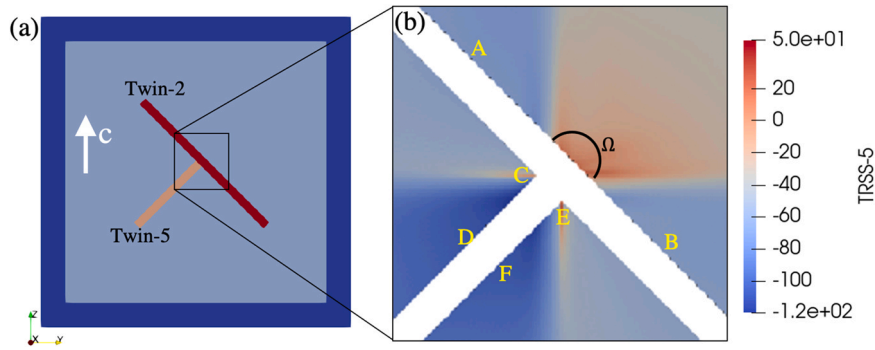 (a)
Twin-2
C
Twin-5
Z
X
Y
(b)
A
Ω
C
E
D
B
F
5.0e+01
20
0
-20
-40
-60
-80
-100
-1.2e+02
TRSS-5